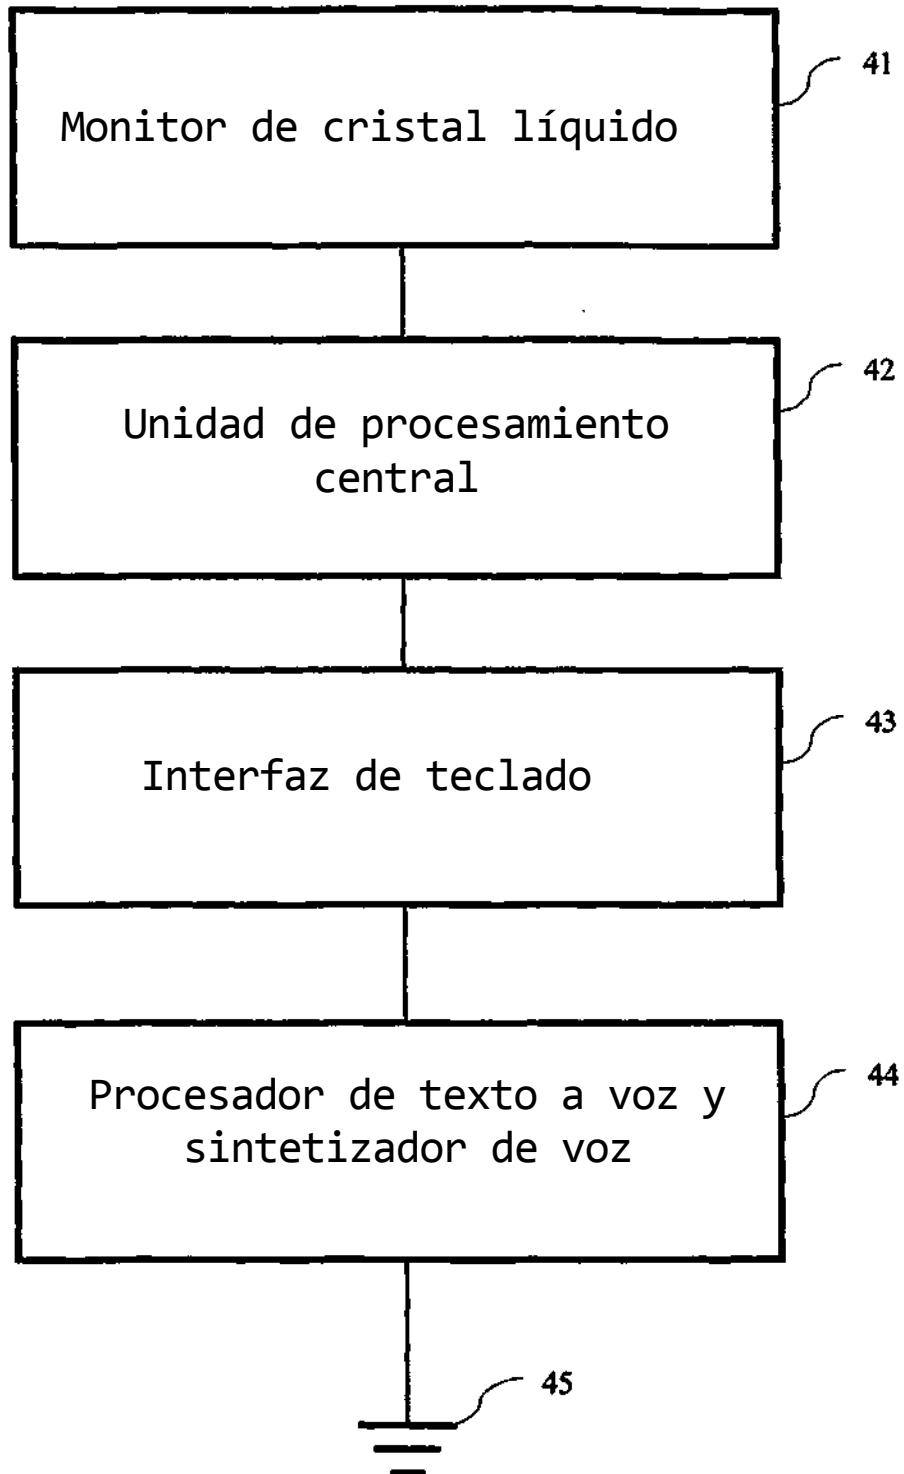 41
Monitor de cristal líquido
42
Unidad de procesamiento
central
43
Interfaz de teclado
44
Procesador de texto a voz y
sintetizador de voz
45